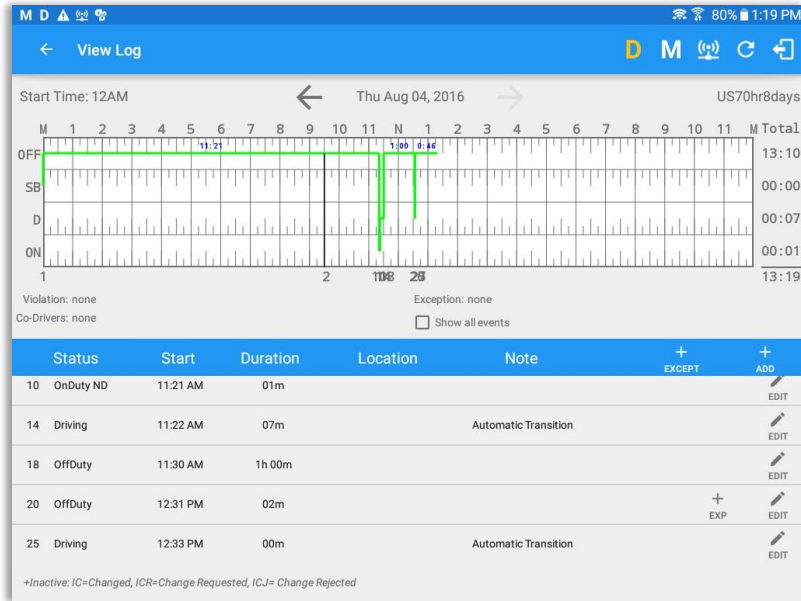 M D 80% 1:19 PM
View Log D M
Start Time: 12AM Thu Aug 04, 2016 US70hr8days
M 1 2 3 4 5 6 7 8 9 10 11 N 1 2 3 4 5 6 7 8 9 10 11 M Total
11:21 1:00 0:46
OFF 13:10
SB 00:00
D 00:07
ON 00:01
1 2 13:19
Violation: none Exception: none
Co-Drivers: none Show all events
Status Start Duration Location Note + EXCEPT + ADD
10 OnDuty ND 11:21 AM 01m EDIT
14 Driving 11:22 AM 07m Automatic Transition EDIT
18 OffDuty 11:30 AM 1h 00m EDIT
20 OffDuty 12:31 PM 02m + EXP EDIT
25 Driving 12:33 PM 00m Automatic Transition EDIT
+Inactive: IC=Changed, ICR=Change Requested, ICJ= Change Rejected